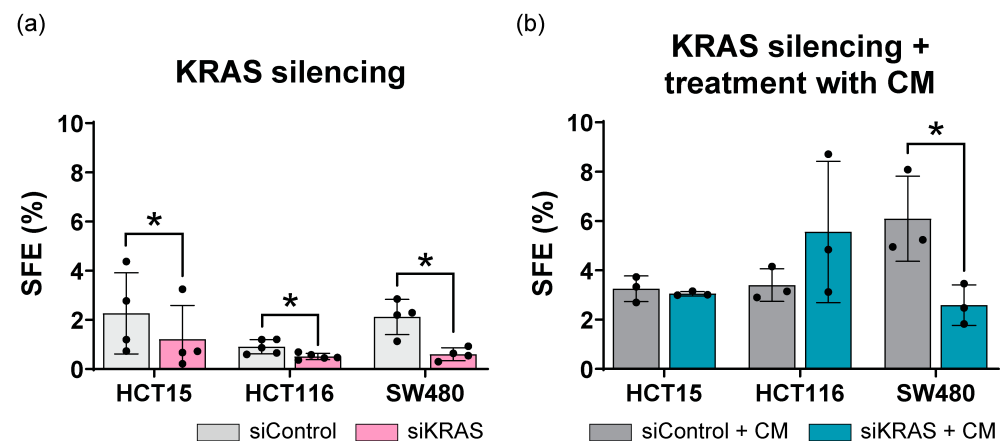 (a)
KRAS silencing
SFE (%)
10
8
6
4
2
0
*
*
*
HCT15 HCT116 SW480
siControl siKRAS
(b)
KRAS silencing +
treatment with CM
SFE (%)
10
8
6
4
2
0
*
HCT15 HCT116 SW480
siControl + CM siKRAS + CM